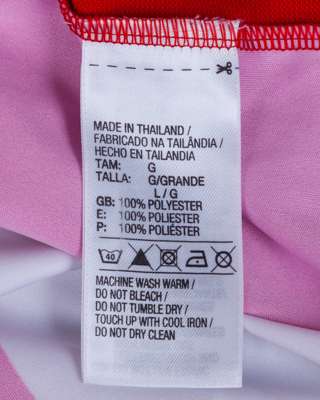 MADE IN THAILAND /
FABRICADO NA TAILÂNDIA /
HECHO EN TAILANDIA
TAM: G
TALLA: G/GRANDE
L / G
GB: 100% POLYESTER
E: 100% POLIESTER
P: 100% POLIÉSTER
40
MACHINE WASH WARM /
DO NOT BLEACH /
DO NOT TUMBLE DRY /
TOUCH UP WITH COOL IRON /
DO NOT DRY CLEAN